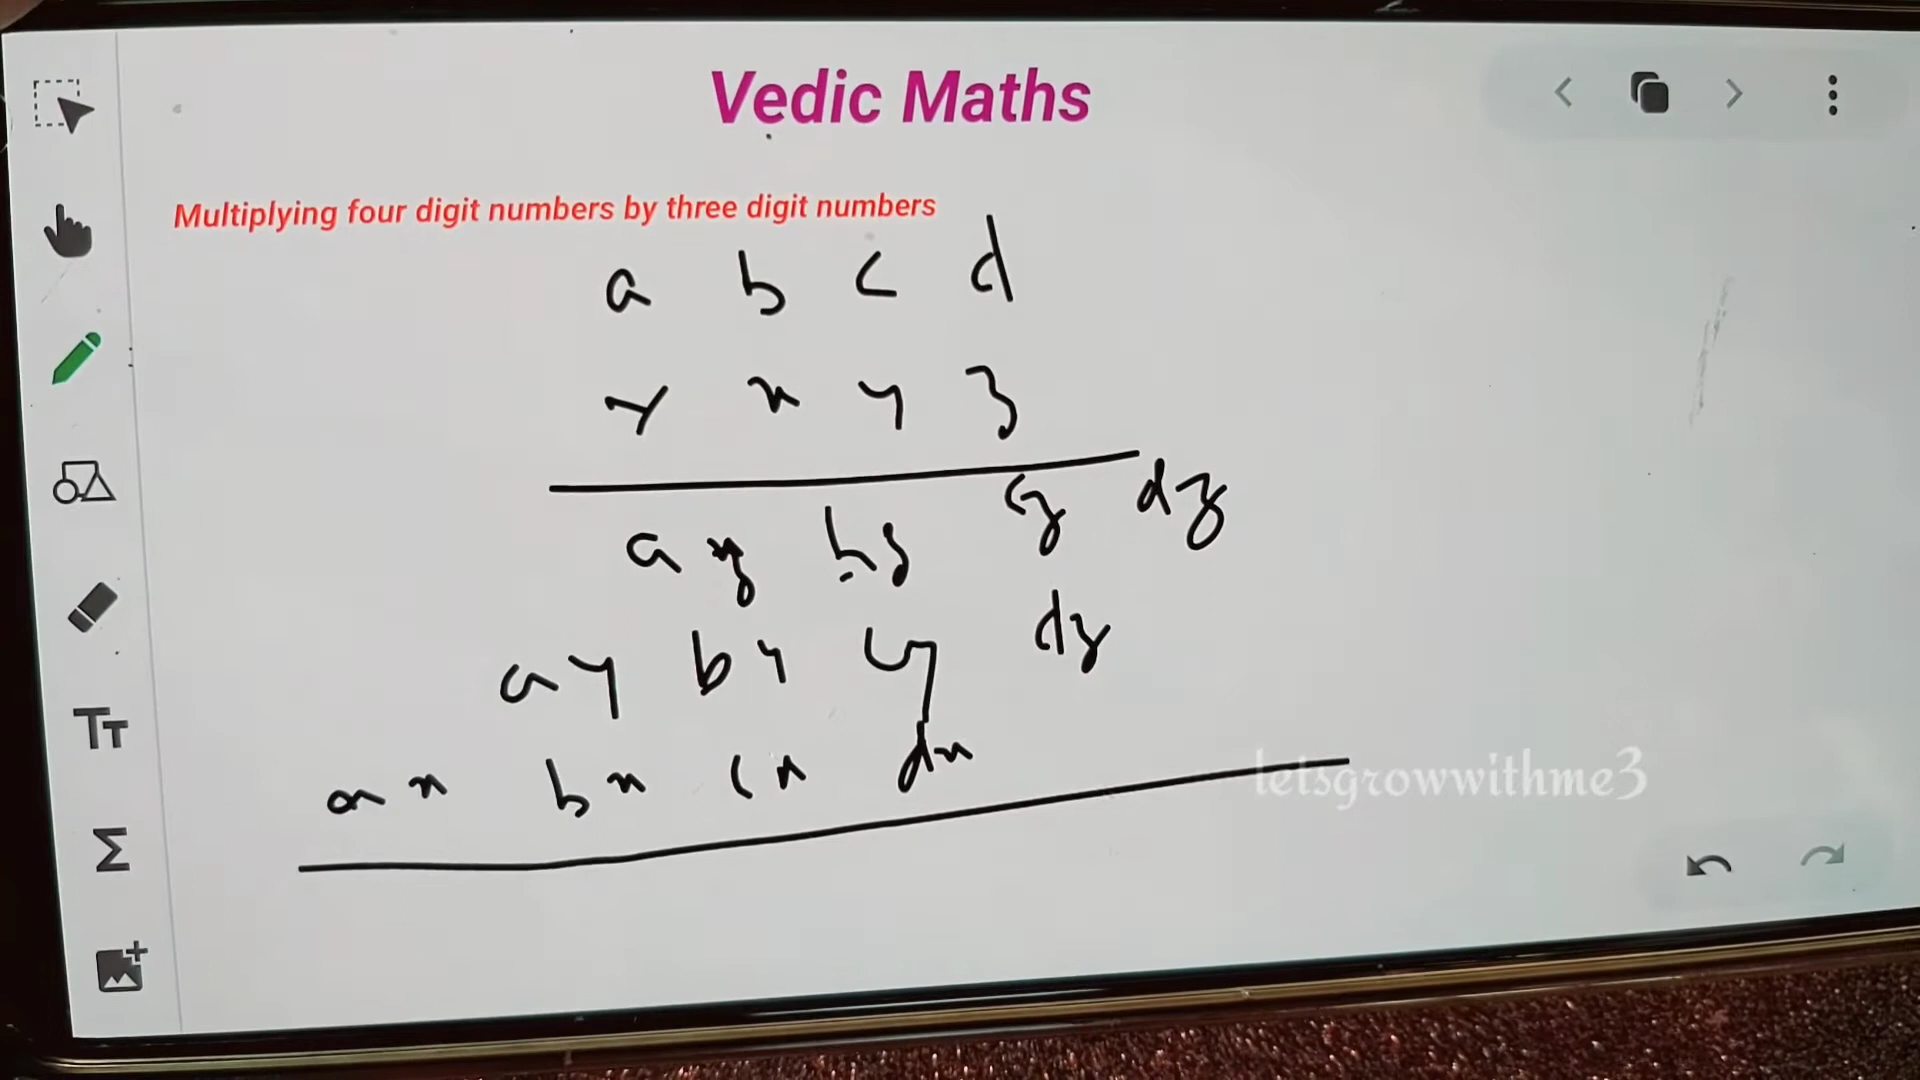 Vedic Maths
Multiplying four digit numbers by three digit numbers
a b c d
× x y z
az bz cz dz
ay by cy dy
ax bx cx dx
letsgrowwithme3
Tт
Σ